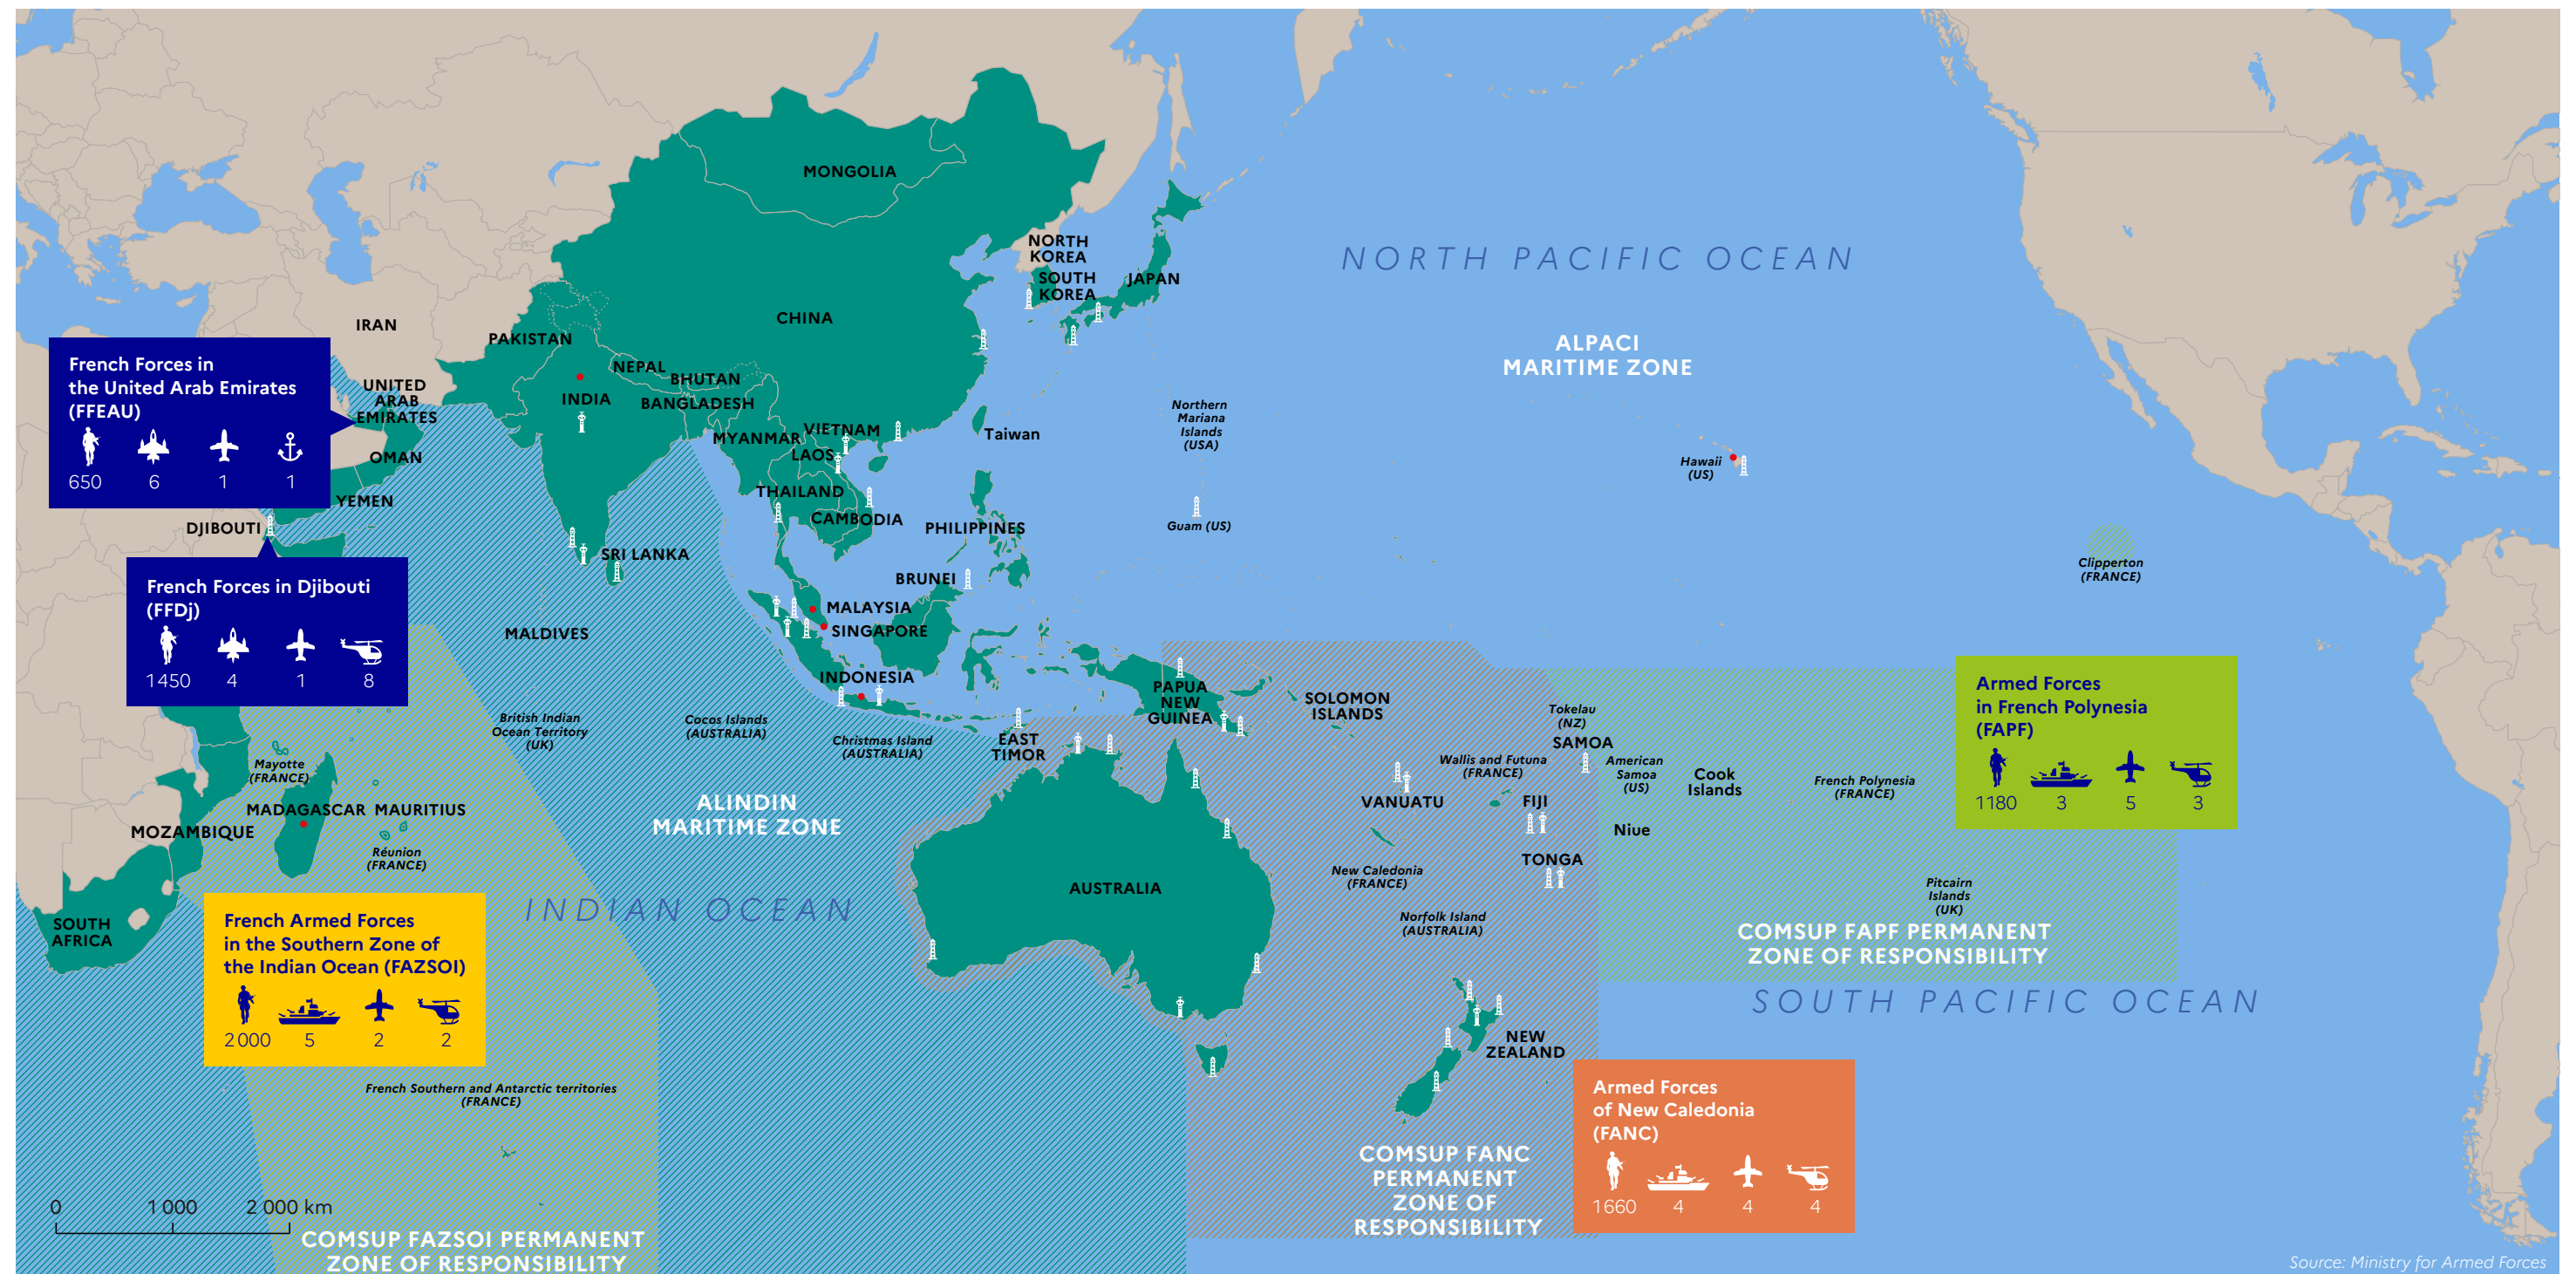 MONGOLIA
NORTH
KOREA
SOUTH
KOREA
JAPAN
NORTH PACIFIC OCEAN
CHINA
IRAN
PAKISTAN
ALPACI
MARITIME ZONE
French Forces in
the United Arab Emirates
(FFEAU)
650 6 1 1
UNITED
ARAB
EMIRATES
NEPAL
BHUTAN
INDIA
BANGLADESH
Northern
Mariana
Islands
(USA)
MYANMAR
VIETNAM
Taiwan
LAOS
OMAN
Hawaii
(US)
THAILAND
YEMEN
CAMBODIA
PHILIPPINES
Guam (US)
DJIBOUTI
SRI LANKA
Clipperton
(FRANCE)
BRUNEI
French Forces in Djibouti
(FFDj)
1450 4 1 8
MALAYSIA
SINGAPORE
MALDIVES
INDONESIA
PAPUA
NEW
GUINEA
SOLOMON
ISLANDS
Armed Forces
in French Polynesia
(FAPF)
1180 3 5 3
British Indian
Ocean Territory
(UK)
Cocos Islands
(AUSTRALIA)
Christmas Island
(AUSTRALIA)
EAST
TIMOR
Tokelau
(NZ)
SAMOA
Wallis and Futuna
(FRANCE)
American
Samoa
(US)
Cook
Islands
French Polynesia
(FRANCE)
Mayotte
(FRANCE)
MADAGASCAR
MAURITIUS
MOZAMBIQUE
Réunion
(FRANCE)
ALINDIN
MARITIME ZONE
VANUATU
FIJI
Niue
TONGA
New Caledonia
(FRANCE)
AUSTRALIA
Pitcairn
Islands
(UK)
INDIAN OCEAN
Norfolk Island
(AUSTRALIA)
SOUTH
AFRICA
French Armed Forces
in the Southern Zone of
the Indian Ocean (FAZSOI)
2 000 5 2 2
COMSUP FAPF PERMANENT
ZONE OF RESPONSIBILITY
SOUTH PACIFIC OCEAN
NEW
ZEALAND
French Southern and Antarctic territories
(FRANCE)
Armed Forces
of New Caledonia
(FANC)
1660 4 4 4
COMSUP FANC
PERMANENT
ZONE OF
RESPONSIBILITY
0 1 000 2 000 km
COMSUP FAZSOI PERMANENT
ZONE OF RESPONSIBILITY
Source: Ministry for Armed Forces